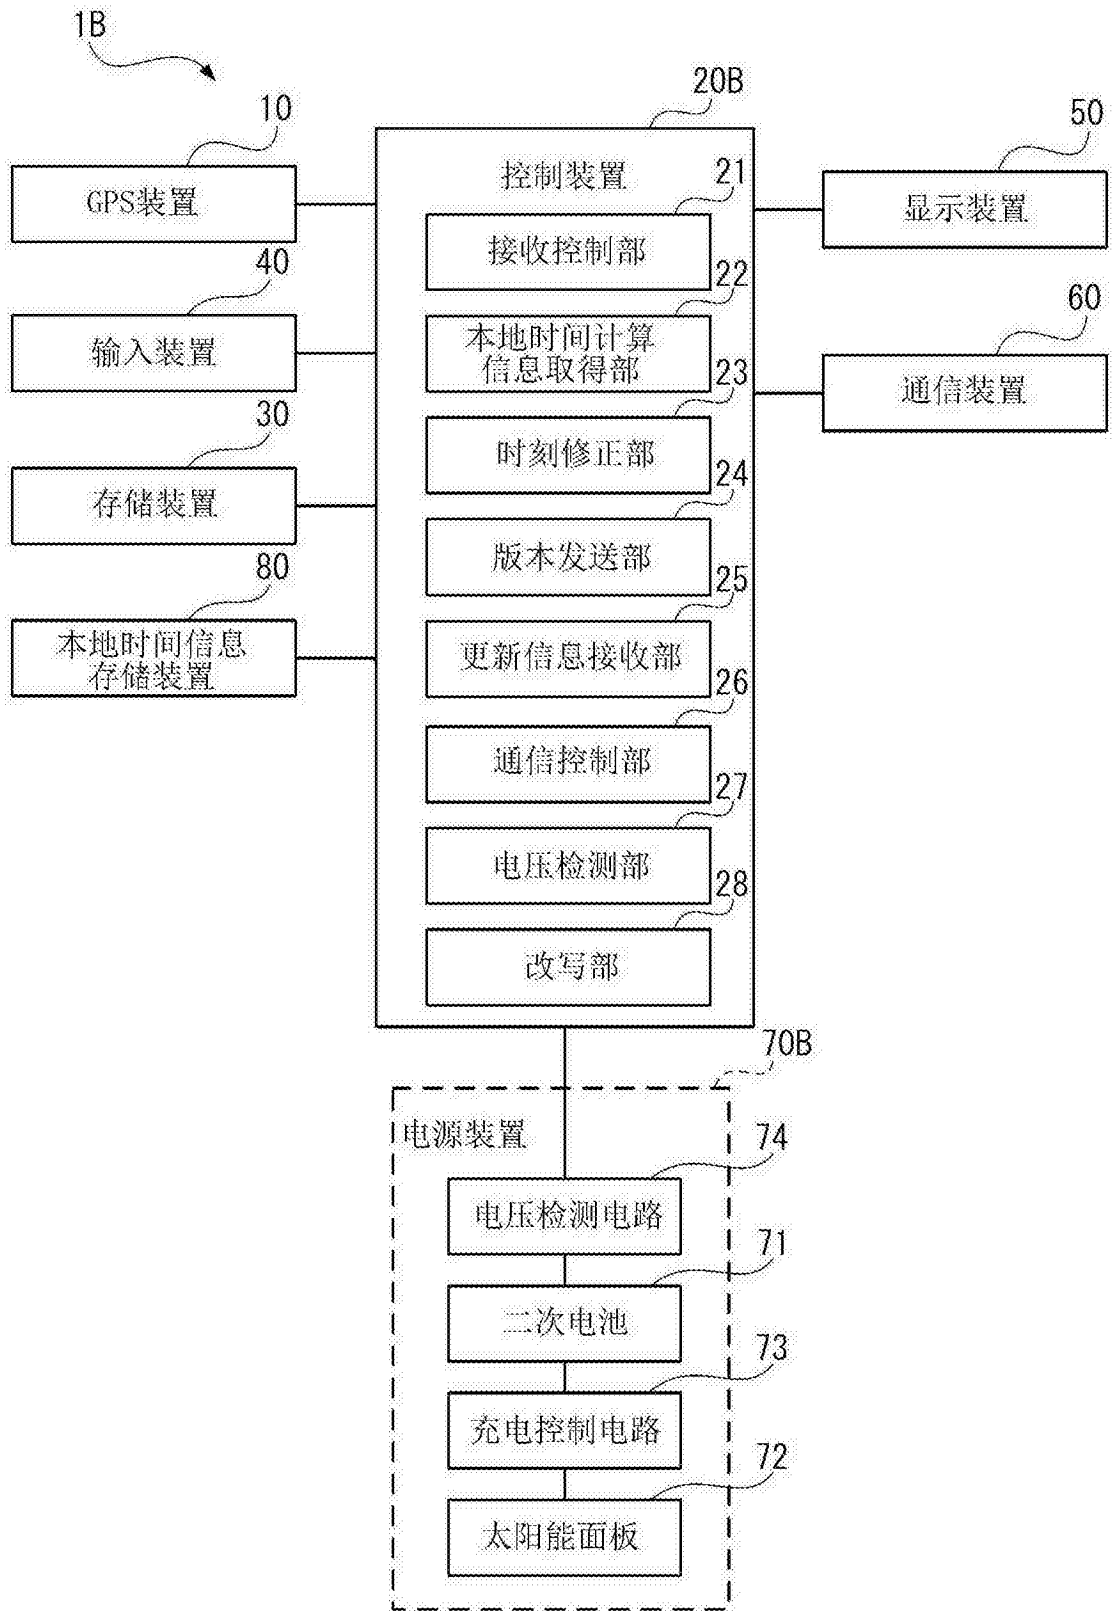 1B
10
GPS装置
40
输入装置
30
存储装置
80
本地时间信息
存储装置
20B
控制装置
21
接收控制部
22
本地时间计算
信息取得部
23
时刻修正部
24
版本发送部
25
更新信息接收部
26
通信控制部
27
电压检测部
28
改写部
50
显示装置
60
通信装置
70B
电源装置
74
电压检测电路
71
二次电池
73
充电控制电路
72
太阳能面板